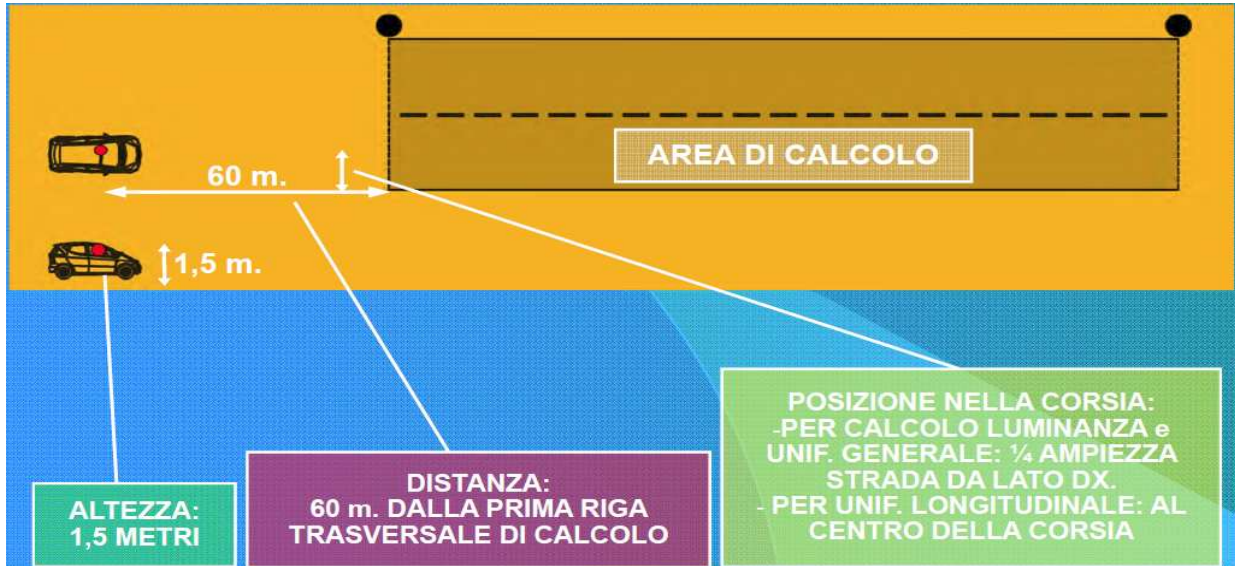 AREA DI CALCOLO
60 m.
1,5 m.
ALTEZZA:
1,5 METRI
DISTANZA:
60 m. DALLA PRIMA RIGA
TRASVERSALE DI CALCOLO
POSIZIONE NELLA CORSIA:
-PER CALCOLO LUMINANZA e
UNIF. GENERALE: ¼ AMPIEZZA
STRADA DA LATO DX.
- PER UNIF. LONGITUDINALE: AL
CENTRO DELLA CORSIA